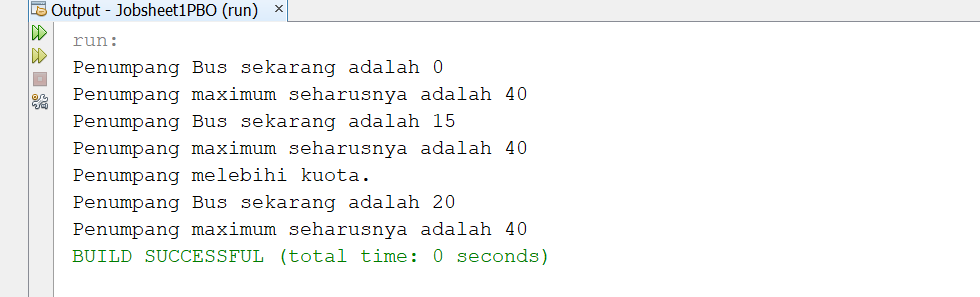 Output - Jobsheet1PBO (run) ×
run:
Penumpang Bus sekarang adalah 0
Penumpang maximum seharusnya adalah 40
Penumpang Bus sekarang adalah 15
Penumpang maximum seharusnya adalah 40
Penumpang melebihi kuota.
Penumpang Bus sekarang adalah 20
Penumpang maximum seharusnya adalah 40
BUILD SUCCESSFUL (total time: 0 seconds)